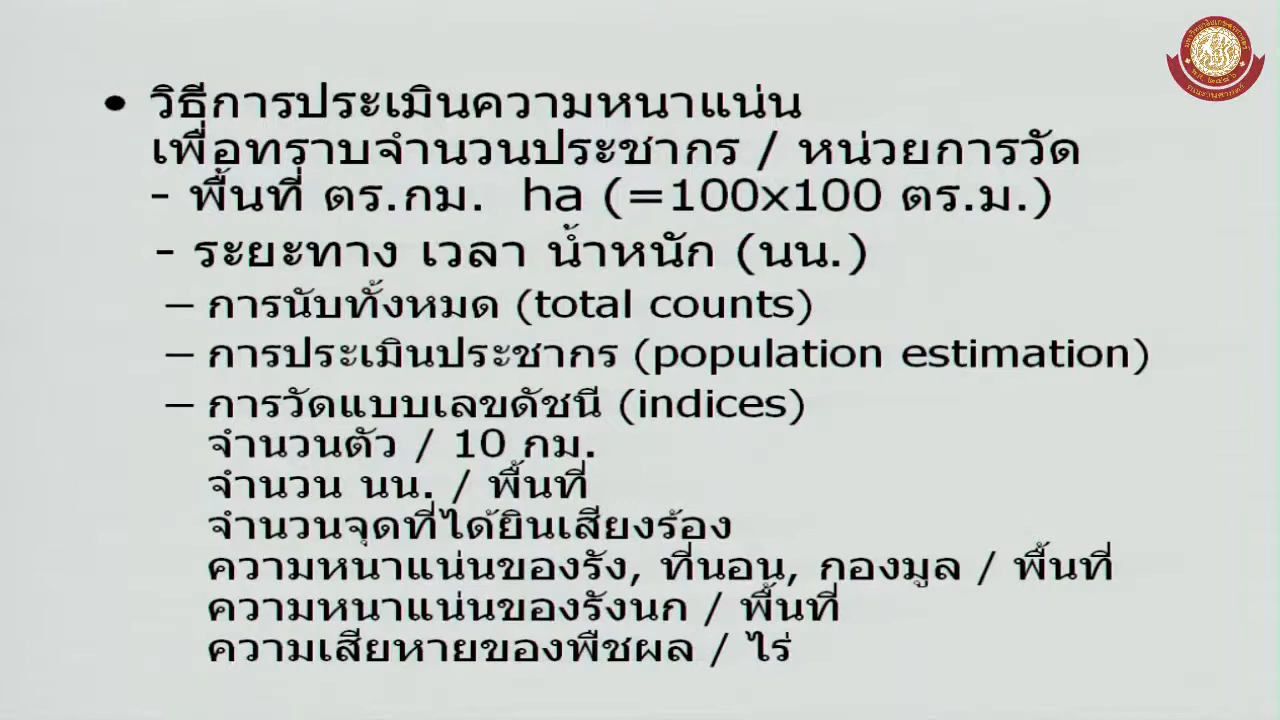 • วิธีการประเมินความหนาแน่น
เพื่อทราบจำนวนประชากร / หน่วยการวัด
- พื้นที่ ตร.กม. ha (=100x100 ตร.ม.)
- ระยะทาง เวลา น้ำหนัก (นน.)
– การนับทั้งหมด (total counts)
– การประเมินประชากร (population estimation)
– การวัดแบบเลขดัชนี (indices)
จำนวนตัว / 10 กม.
จำนวน นน. / พื้นที่
จำนวนจุดที่ได้ยินเสียงร้อง
ความหนาแน่นของรัง, ที่นอน, กองมูล / พื้นที่
ความหนาแน่นของรังนก / พื้นที่
ความเสียหายของพืชผล / ไร่